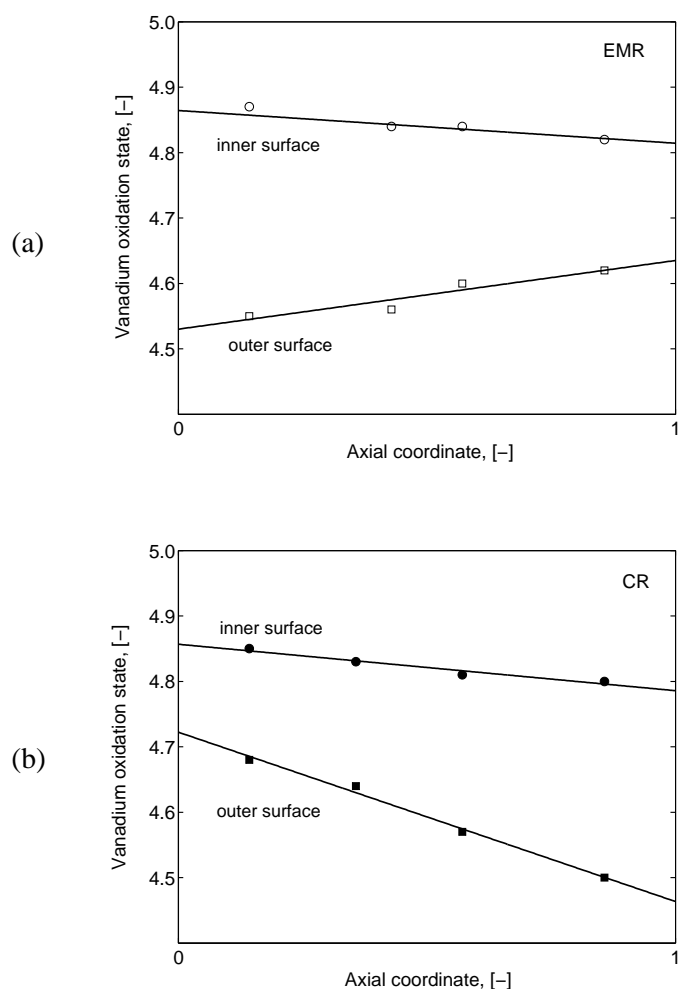 (a)
Vanadium oxidation state, [−]
5.0
4.9
4.8
4.7
4.6
4.5
EMR
inner surface
outer surface
0
1
Axial coordinate, [−]
(b)
Vanadium oxidation state, [−]
5.0
4.9
4.8
4.7
4.6
4.5
CR
inner surface
outer surface
0
1
Axial coordinate, [−]